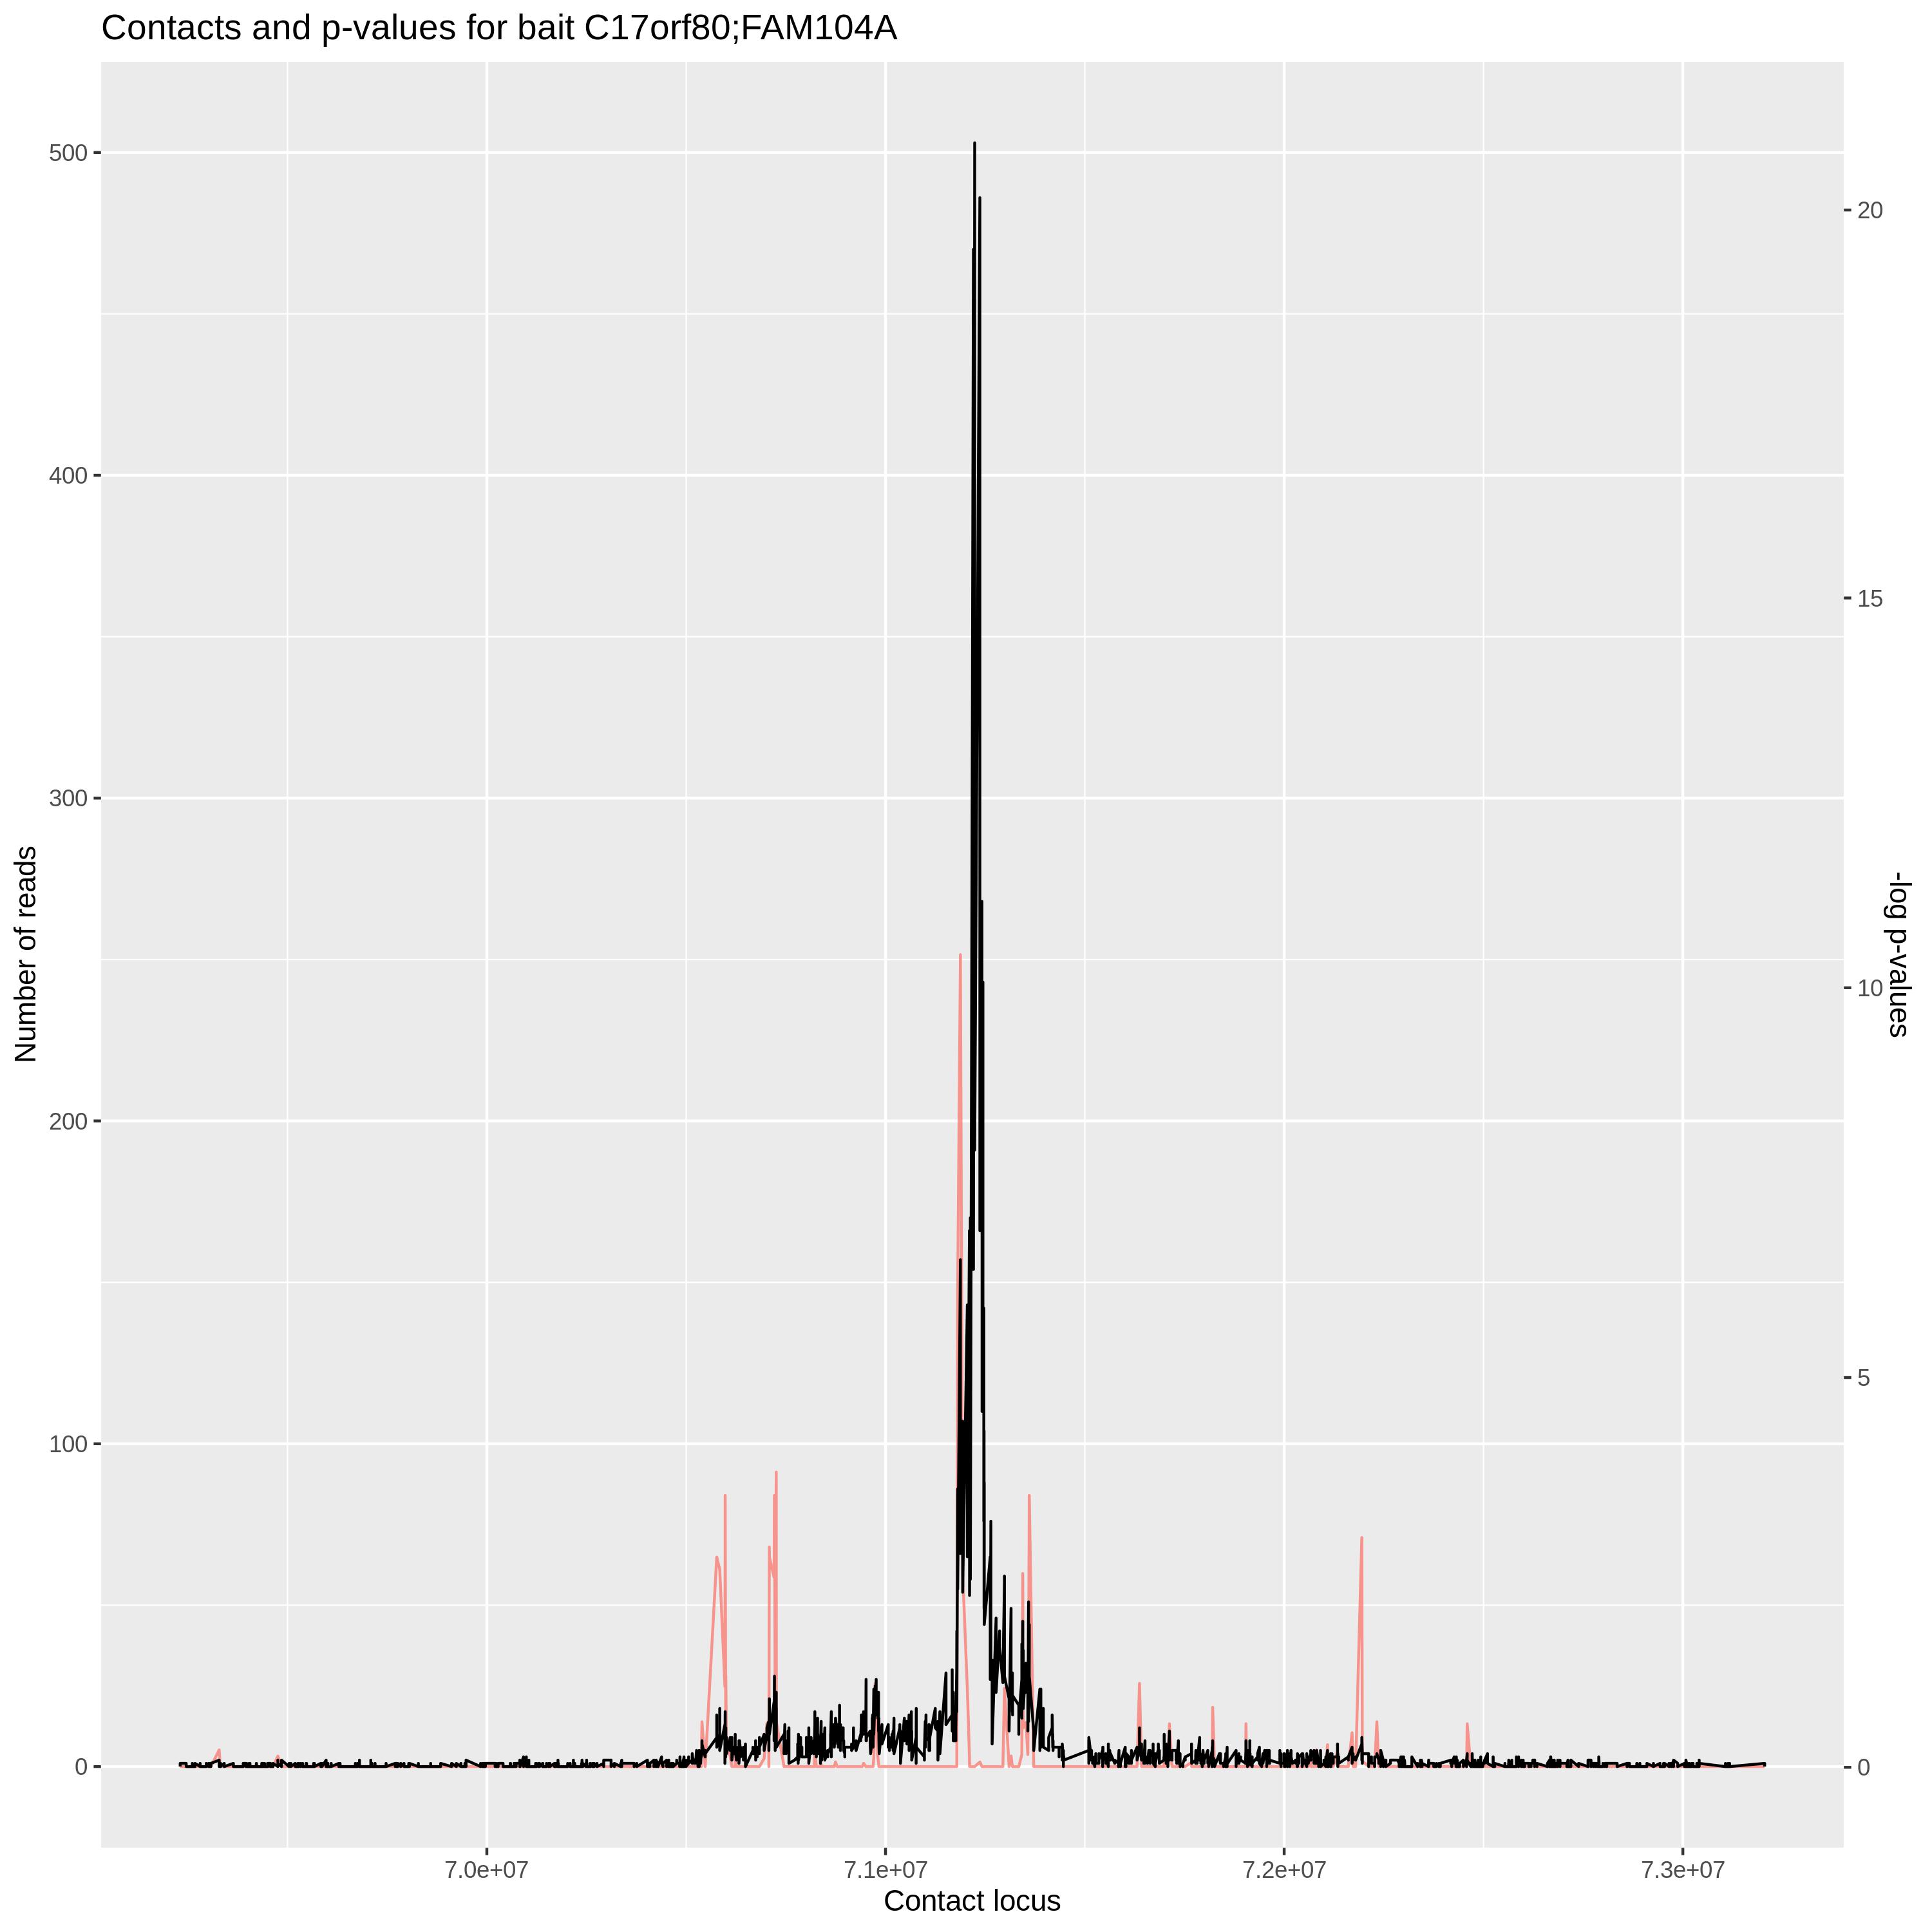 Contacts and p-values for bait C17orf80;FAM104A
500
400
300
200
100
0
Number of reads
20
15
10
5
0
-log p-values
7.0e+07
7.1e+07
7.2e+07
7.3e+07
Contact locus